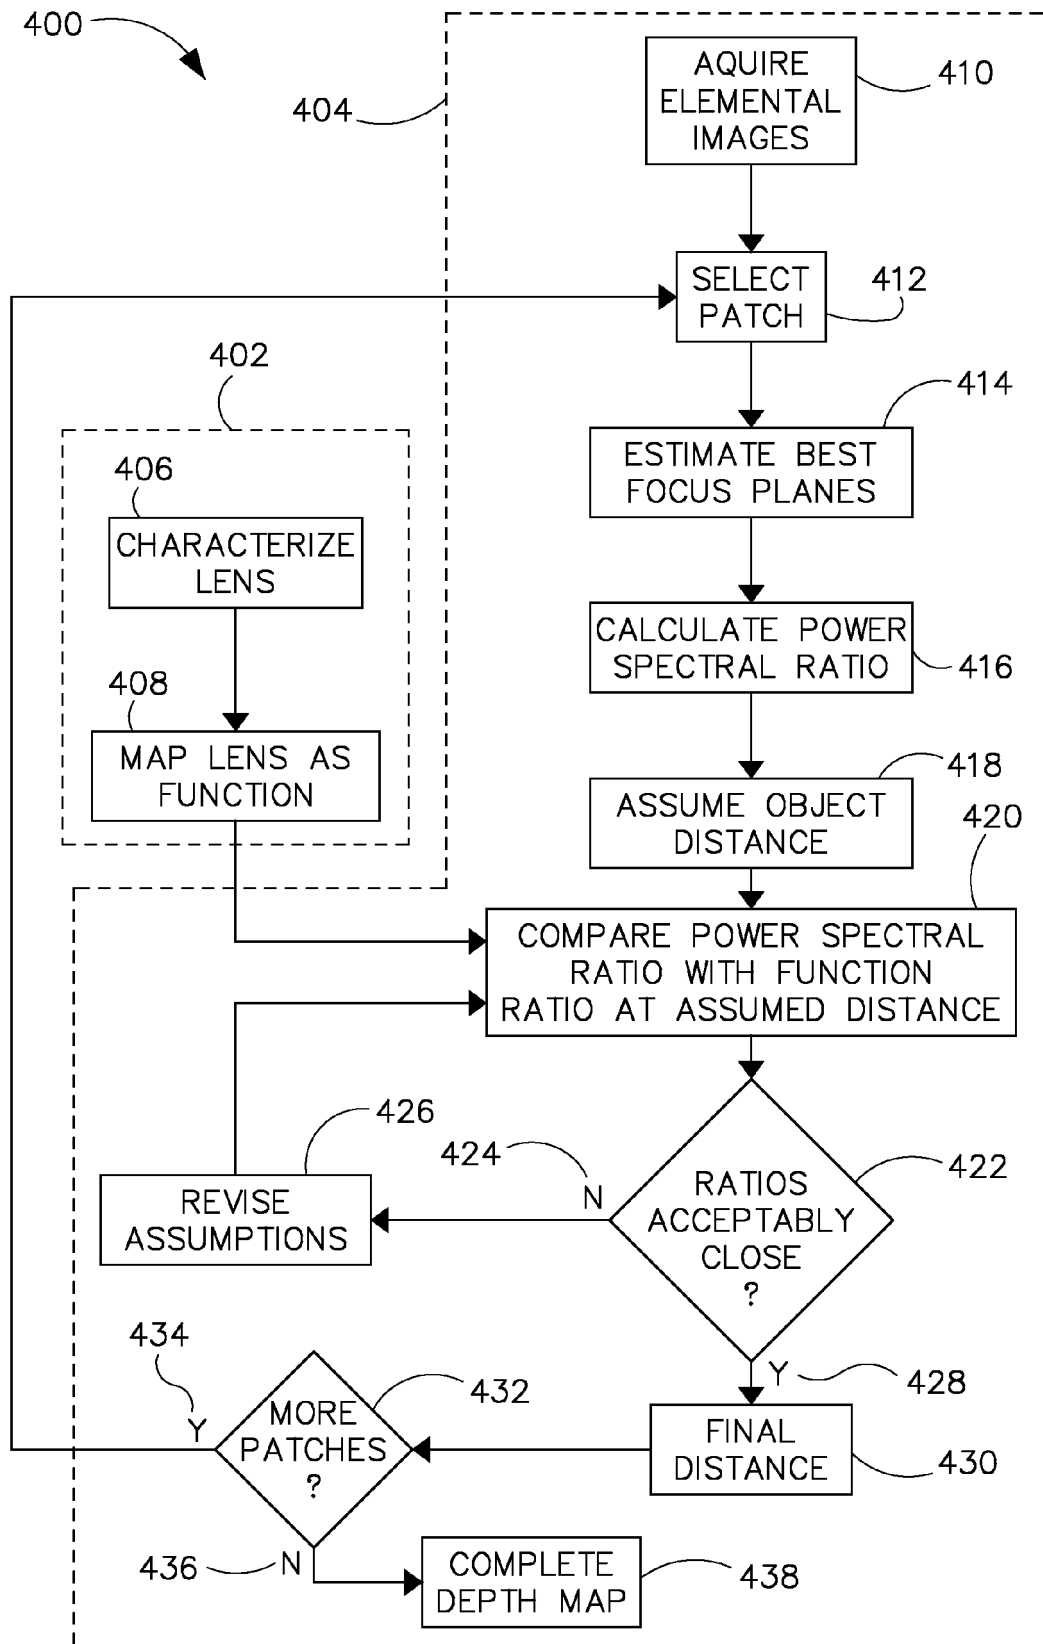 400
404
AQUIRE
ELEMENTAL
IMAGES
410
SELECT
PATCH
412
402
414
ESTIMATE BEST
FOCUS PLANES
406
CHARACTERIZE
LENS
CALCULATE POWER
SPECTRAL RATIO
416
408
MAP LENS AS
FUNCTION
418
ASSUME OBJECT
DISTANCE
420
COMPARE POWER SPECTRAL
RATIO WITH FUNCTION
RATIO AT ASSUMED DISTANCE
426
424
N
422
RATIOS
ACCEPTABLY
CLOSE
?
REVISE
ASSUMPTIONS
Y
428
434
Y
432
MORE
PATCHES
?
FINAL
DISTANCE
430
436
N
COMPLETE
DEPTH MAP
438